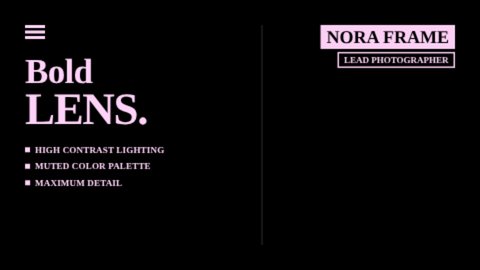 Bold
LENS.
HIGH CONTRAST LIGHTING
MUTED COLOR PALETTE
MAXIMUM DETAIL
NORA FRAME
LEAD PHOTOGRAPHER